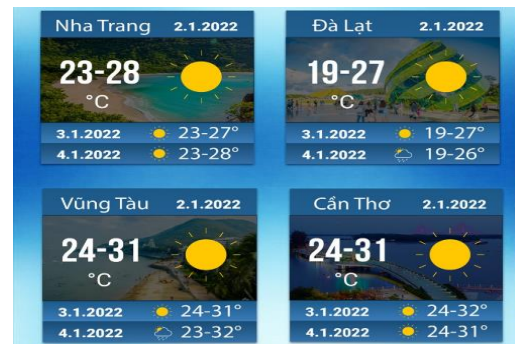 Nha Trang 2.1.2022
23-28
°C
3.1.2022 23-27°
4.1.2022 23-28°
Đà Lạt 2.1.2022
19-27
°C
3.1.2022 19-27°
4.1.2022 19-26°
Vũng Tàu 2.1.2022
24-31
°C
3.1.2022 24-31°
4.1.2022 23-32°
Cần Thơ 2.1.2022
24-31
°C
3.1.2022 24-32°
4.1.2022 24-31°